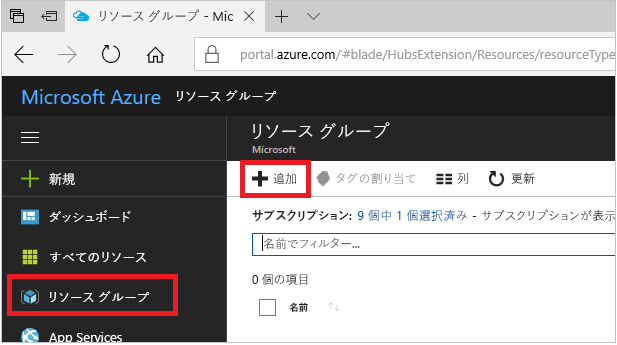 リソース グループ - Mic
portal.azure.com/#blade/HubsExtension/Resources/resourceType
Microsoft Azure リソース グループ
リソース グループ
Microsoft
新規
追加 タグの割り当て 列 更新
ダッシュボード
サブスクリプション: 9 個中 1 個選択済み - サブスクリプションが表示
名前でフィルター...
すべてのリソース
0 個の項目
リソース グループ
名前
App Services